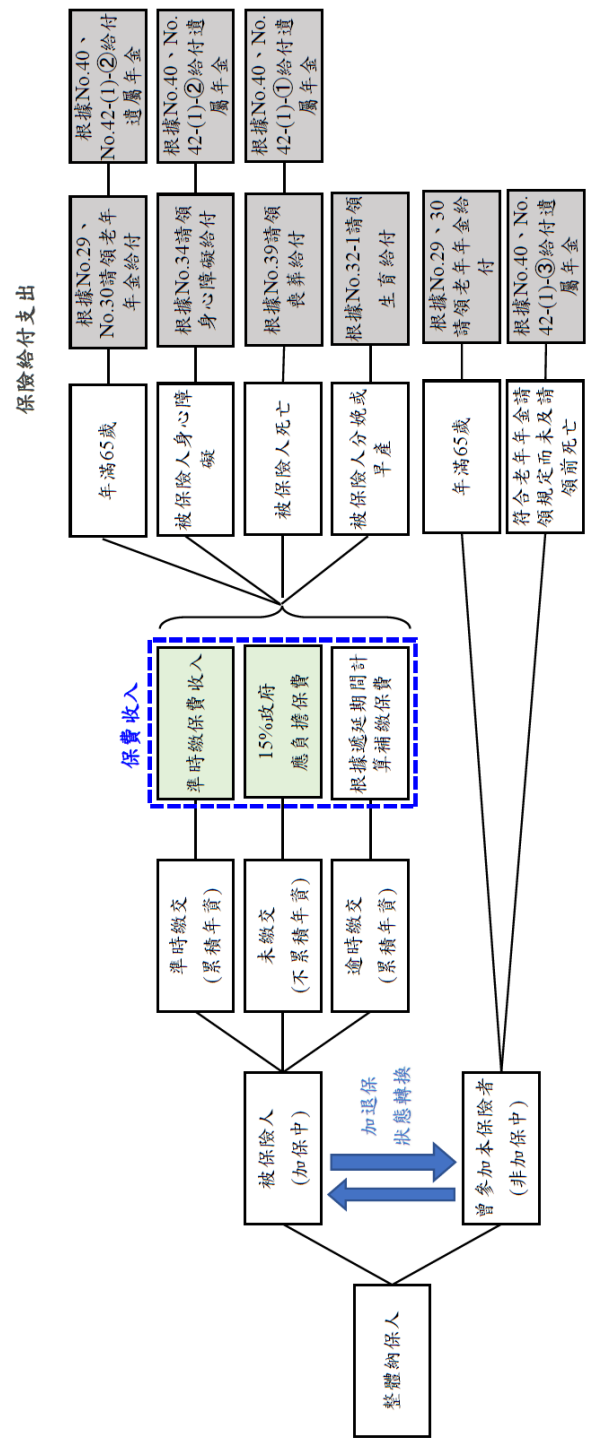 整體納保人
被保險人
(加保中)
曾參加本保險者
(非加保中)
加退保
狀態轉換
準時繳交
(累積年資)
未繳交
(不累積年資)
逾時繳交
(累積年資)
保費收入
準時繳保費收入
15%政府
應負擔保費
根據遞延期間計
算補繳保費
保險給付支出
年滿65歲
根據No.29、
No.30請領老年
年金給付
根據No.40、
No.42-(1)-②給付
遺屬年金
被保險人身心障
礙
根據No.34請領
身心障礙給付
根據No.40、No.
42-(1)-②給付遺
屬年金
被保險人死亡
根據No.39請領
喪葬給付
根據No.40、No.
42-(1)-①給付遺
屬年金
被保險人分娩或
早產
根據No.32-1請領
生育給付
年滿65歲
根據No.29、30
請領老年年金給
付
符合老年年金請
領規定而未及請
領前死亡
根據No.40、No.
42-(1)-③給付遺
屬年金